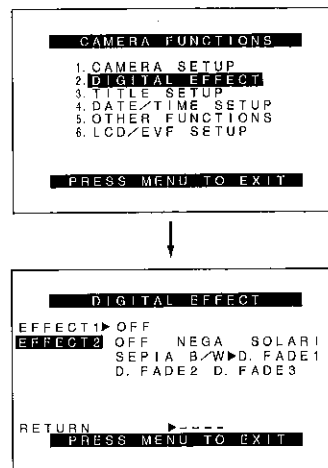 CAMERA FUNCTIONS
1. CAMERA SETUP
2. DIGITAL EFFECT
3. TITLE SETUP
4. DATE/TIME SETUP
5. OTHER FUNCTIONS
6. LCD/EVF SETUP
PRESS MENU TO EXIT
DIGITAL EFFECT
EFFECT1▶OFF
EFFECT2 OFF NEGA SOLARI
SEPIA B/W▶D. FADE1
D. FADE2 D. FADE3
RETURN ▶----
PRESS MENU TO EXIT